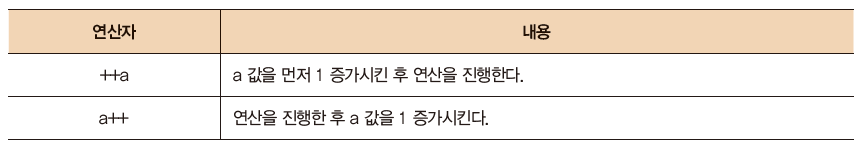 연산자 내용
++a a 값을 먼저 1 증가시킨 후 연산을 진행한다.
a++ 연산을 진행한 후 a 값을 1 증가시킨다.